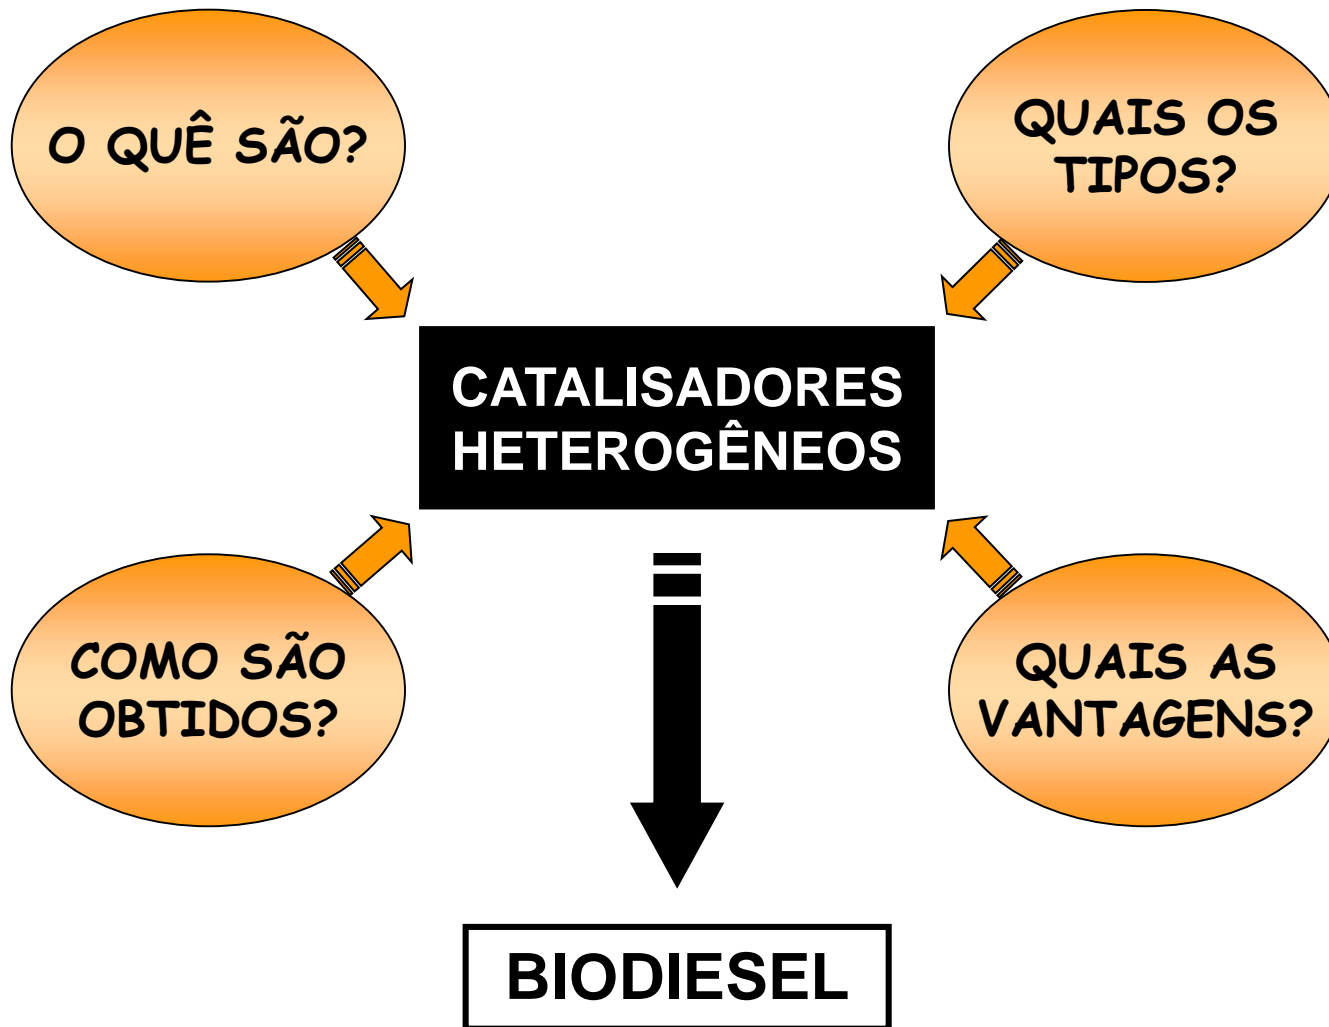 O QUÊ SÃO?
QUAIS OS
TIPOS?
CATALISADORES
HETEROGÊNEOS
COMO SÃO
OBTIDOS?
QUAIS AS
VANTAGENS?
BIODIESEL